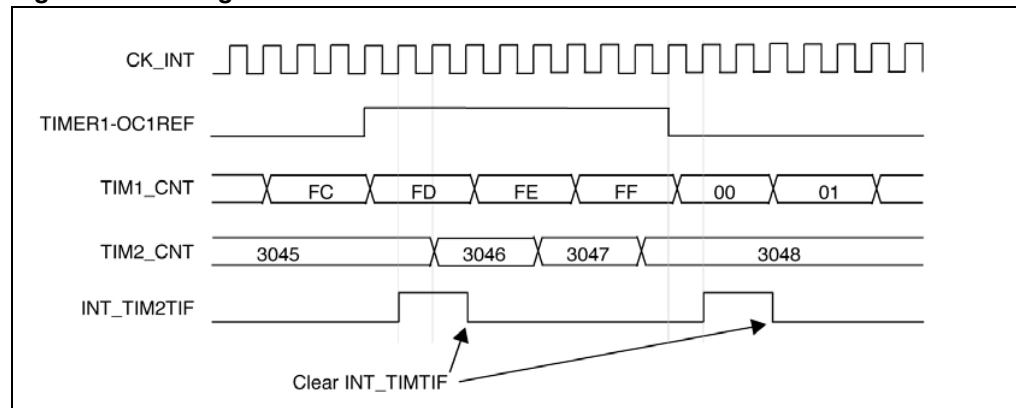 CK_INT
TIMER1-OC1REF
TIM1_CNT FC FD FE FF 00 01
TIM2_CNT 3045 3046 3047 3048
INT_TIM2TIF
Clear INT_TIMTIF